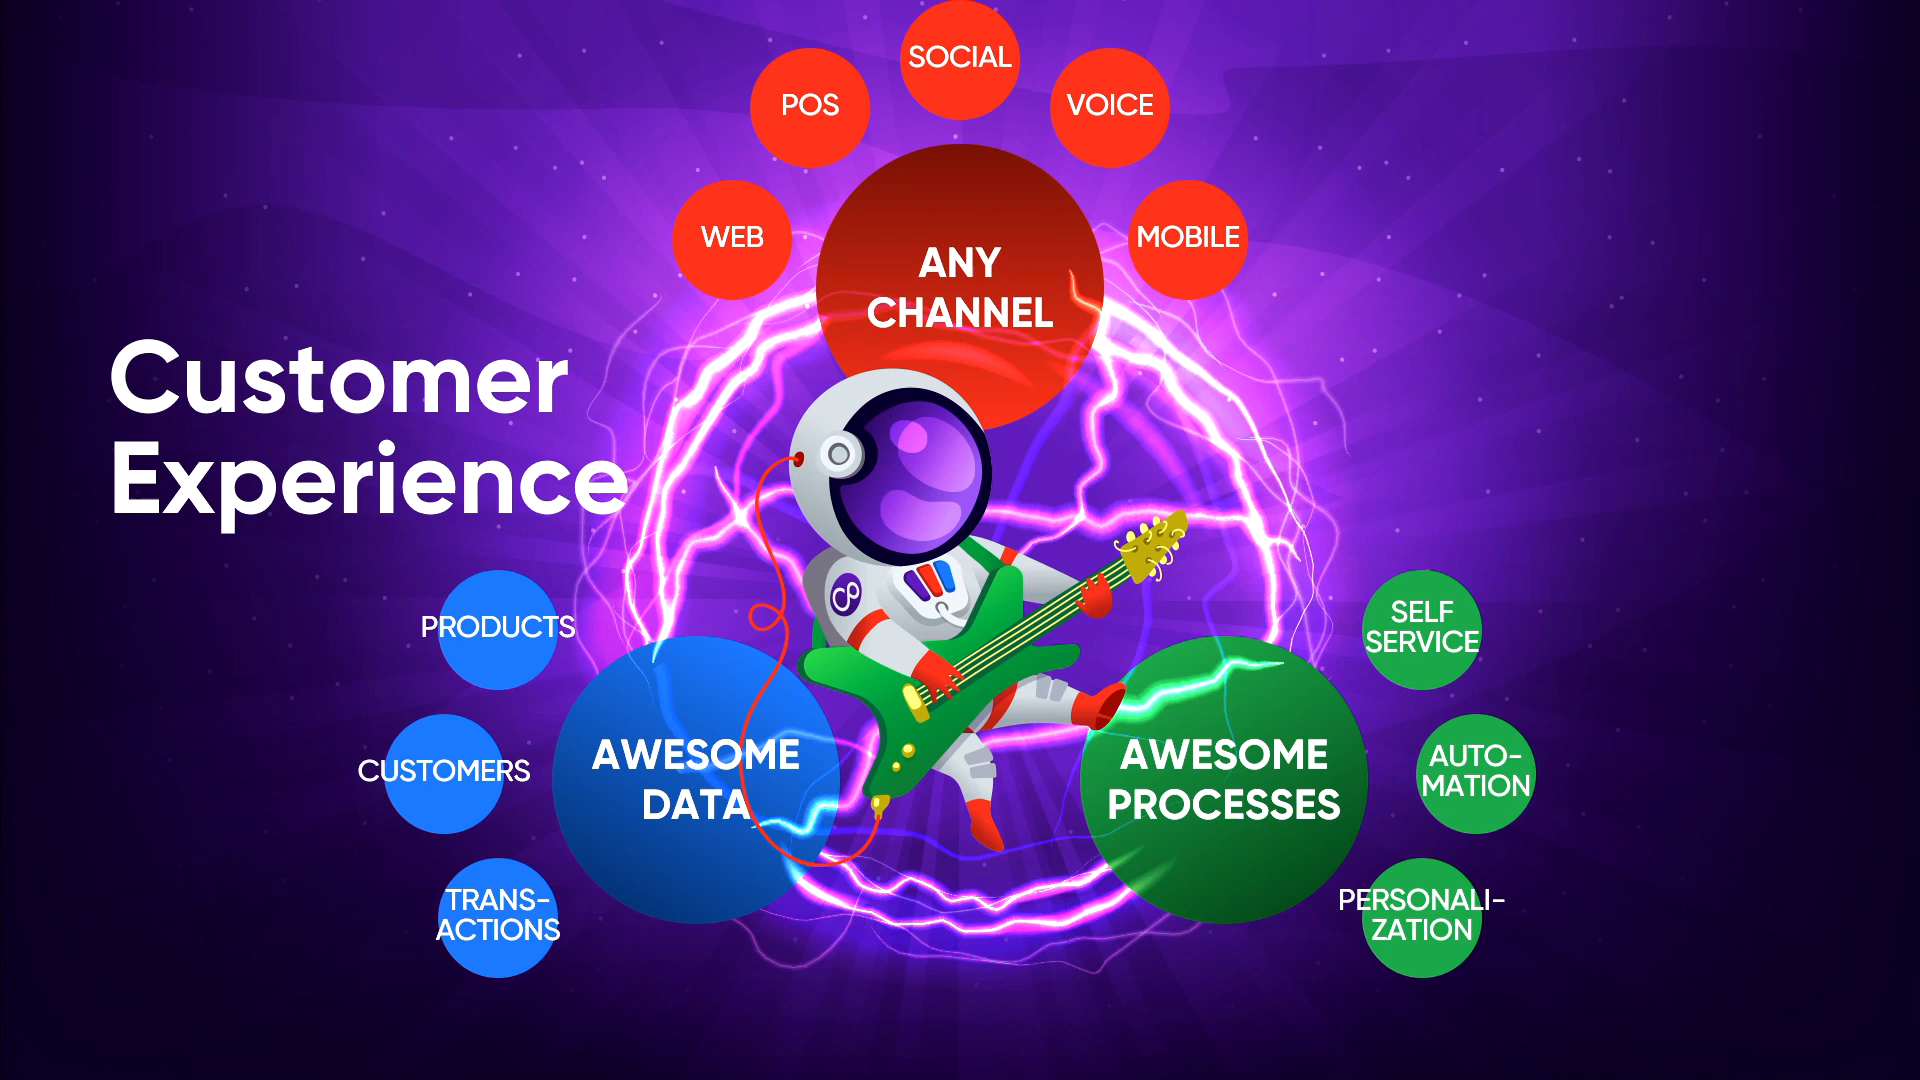 Customer
Experience
SOCIAL
POS
VOICE
WEB
MOBILE
ANY
CHANNEL
PRODUCTS
CUSTOMERS
TRANS-
ACTIONS
AWESOME
DATA
CP
AWESOME
PROCESSES
SELF
SERVICE
AUTO-
MATION
PERSONALI-
ZATION